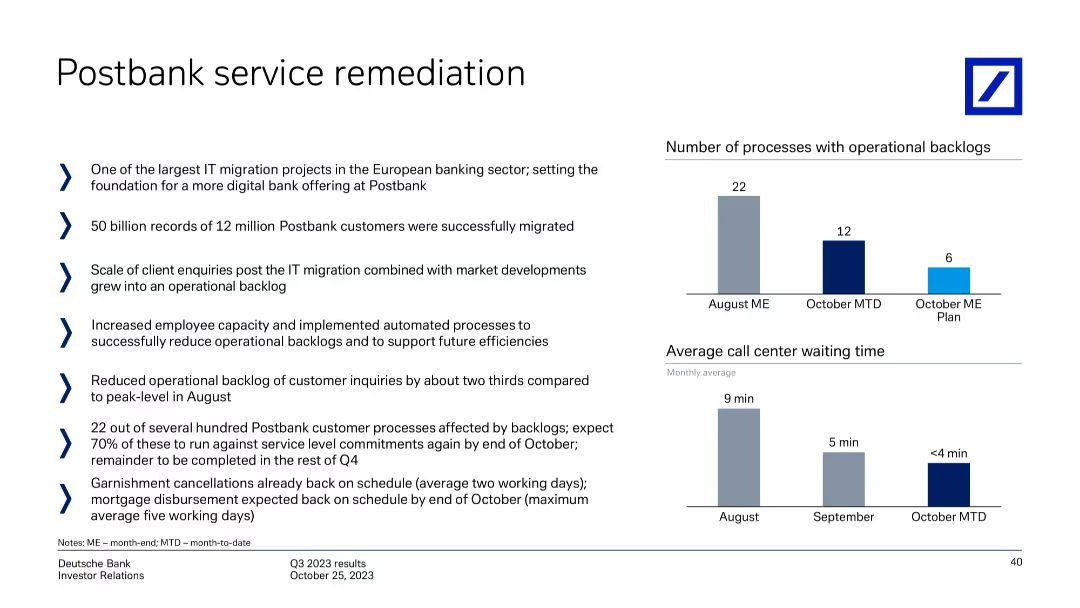 Postbank service remediation
One of the largest IT migration projects in the European banking sector; setting the
foundation for a more digital bank offering at Postbank
50 billion records of 12 million Postbank customers were successfully migrated
Scale of client enquiries post the IT migration combined with market developments
grew into an operational backlog
Increased employee capacity and implemented automated processes to
successfully reduce operational backlogs and to support future efficiencies
Reduced operational backlog of customer inquiries by about two thirds compared
to peak-level in August
22 out of several hundred Postbank customer processes affected by backlogs; expect
70% of these to run against service level commitments again by end of October;
remainder to be completed in the rest of Q4
Garnishment cancellations already back on schedule (average two working days);
mortgage disbursement expected back on schedule by end of October (maximum
average five working days)
Number of processes with operational backlogs
22
12
6
August ME
October MTD
October ME
Plan
Average call center waiting time
Monthly average
9 min
5 min
<4 min
August
September
October MTD
Notes: ME – month-end; MTD – month-to-date
Deutsche Bank
Investor Relations
Q3 2023 results
October 25, 2023
40